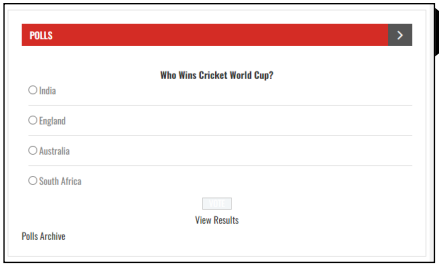 POLLS
Who Wins Cricket World Cup?
India
England
Australia
South Africa
View Results
Polls Archive